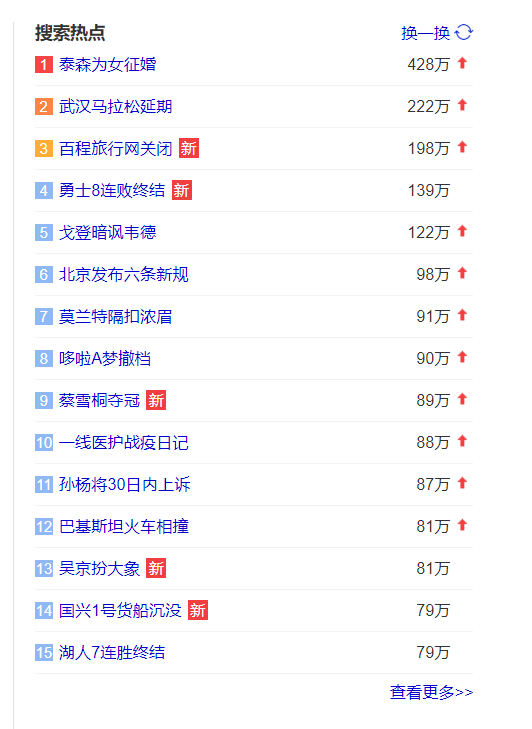 搜索热点 换一换
1 泰森为女征婚 428万
2 武汉马拉松延期 222万
3 百程旅行网关闭 新 198万
4 勇士8连败终结 新 139万
5 戈登暗讽韦德 122万
6 北京发布六条新规 98万
7 莫兰特隔扣浓眉 91万
8 哆啦A梦撤档 90万
9 蔡雪桐夺冠 新 89万
10 一线医护战疫日记 88万
11 孙杨将30日内上诉 87万
12 巴基斯坦火车相撞 81万
13 吴京扮大象 新 81万
14 国兴1号货船沉没 新 79万
15 湖人7连胜终结 79万
查看更多>>